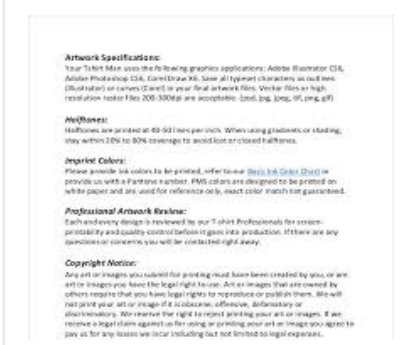 Artwork Specifications:
Your Tshirt Man uses the following graphics applications: Adobe Illustrator CS6,
Adobe Photoshop CS6, Corel Draw X6. Save all typeset characters as outlines
(Illustrator) or curves (Corel) in your final artwork files. Vector files or high
resolution raster files 200-300dpi are acceptable. (psd, jpg, jpeg, tif, png, gif)
Halftones:
Halftones are printed at 40-50 lines per inch. When using gradients or shading,
stay within 20% to 80% coverage to avoid lost or closed halftones.
Imprint Colors:
Please provide ink colors to be printed, refer to our Basic Ink Color Chart or
provide us with a Pantone number. PMS colors are designed to be printed on
white paper and are used for reference only, exact color match not guaranteed.
Professional Artwork Review:
Each and every design is reviewed by our T-shirt Professionals for screen-
printability and quality control before it goes into production. If there are any
questions or concerns you will be contacted right away.
Copyright Notice:
Any art or images you submit for printing must have been created by you, or are
art or images you have the legal right to use. Art or images that are owned by
others require that you have legal rights to reproduce or publish them. We will
not print your art or image if it is obscene, offensive, defamatory or
discriminatory. We reserve the right to reject printing your art or images. If we
receive a legal claim against us for using or printing your art or image you agree to
pay us for any losses we incur including but not limited to legal expenses.